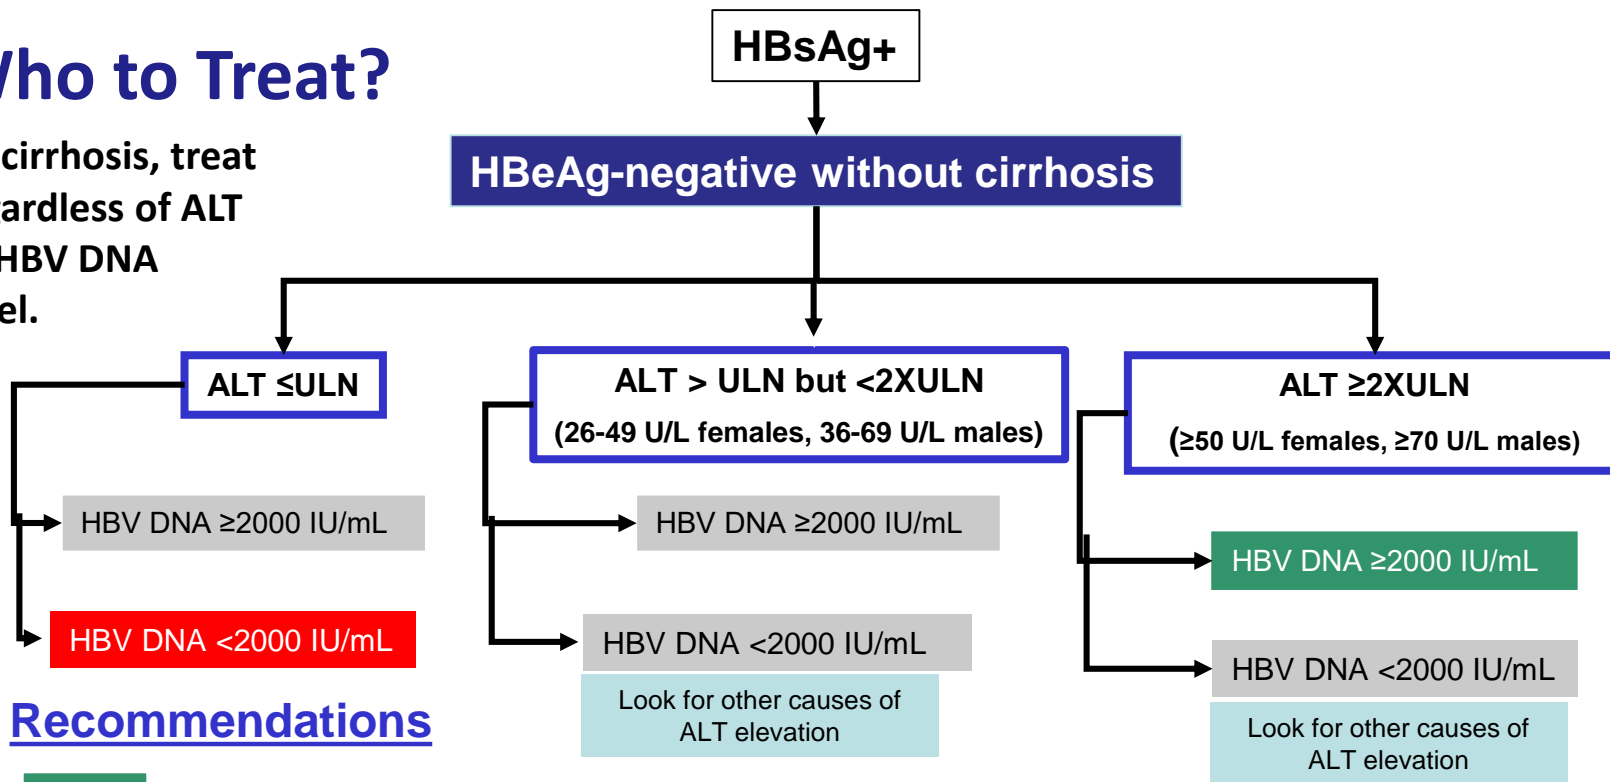 Who to Treat?
cirrhosis, treat
regardless of ALT
HBV DNA
HBsAg+
HBeAg-negative without cirrhosis
ALT ≤ULN
HBV DNA ≥2000 IU/mL
HBV DNA <2000 IU/mL
ALT > ULN but <2XULN
(26-49 U/L females, 36-69 U/L males)
HBV DNA ≥2000 IU/mL
HBV DNA <2000 IU/mL
Look for other causes of
ALT elevation
ALT ≥2XULN
(≥50 U/L females, ≥70 U/L males)
HBV DNA ≥2000 IU/mL
HBV DNA <2000 IU/mL
Look for other causes of
ALT elevation
Recommendations